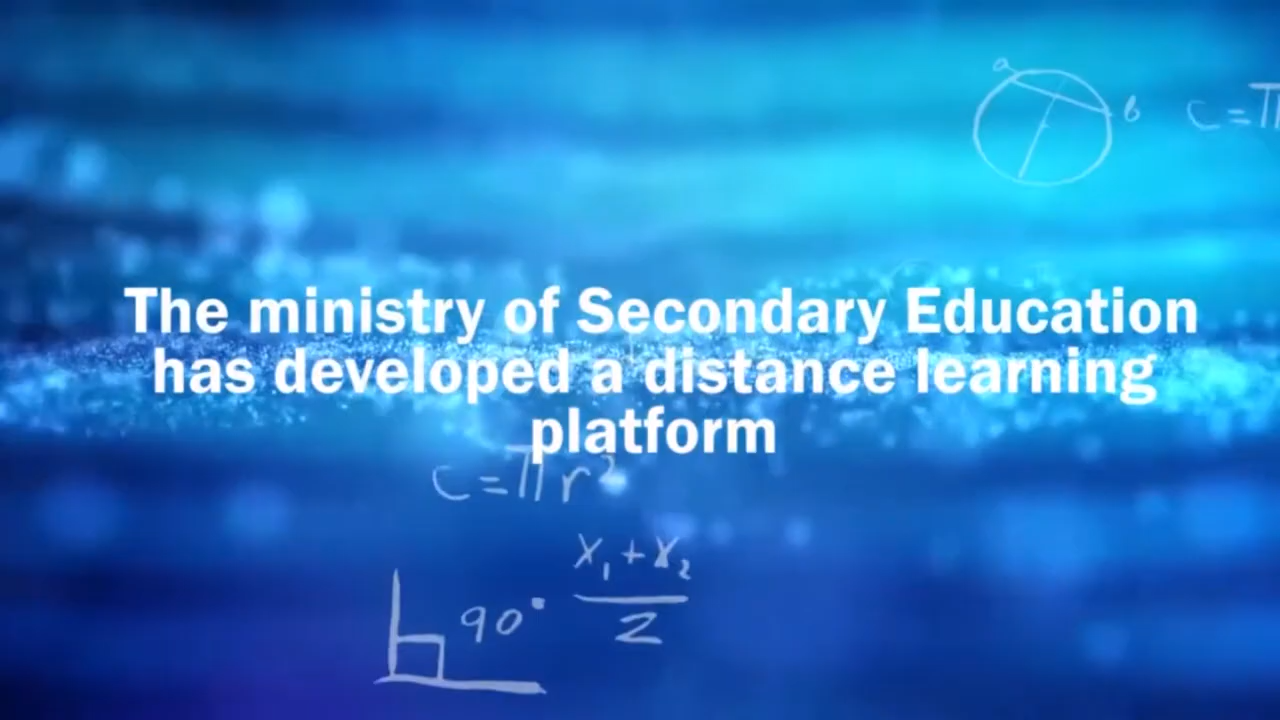 a
b
C=π
The ministry of Secondary Education
has developed a distance learning
platform
C=πr²
X₁+X₂
2
90°